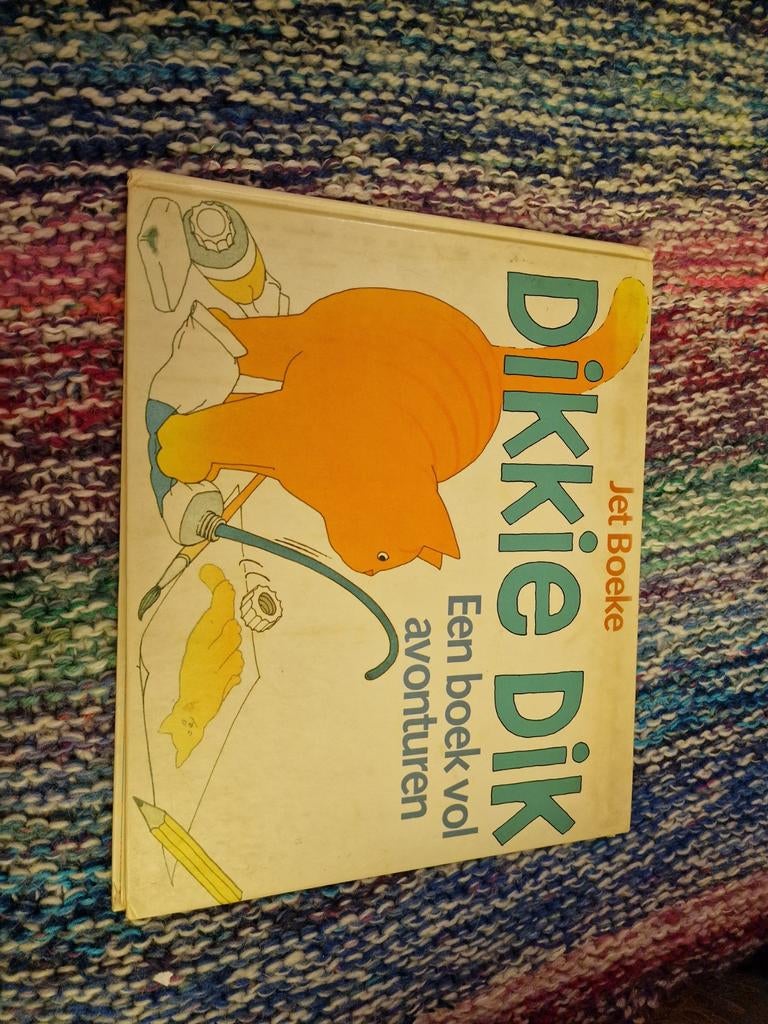 Jet Boeke
Dikkie Dik
Een boek vol
avonturen